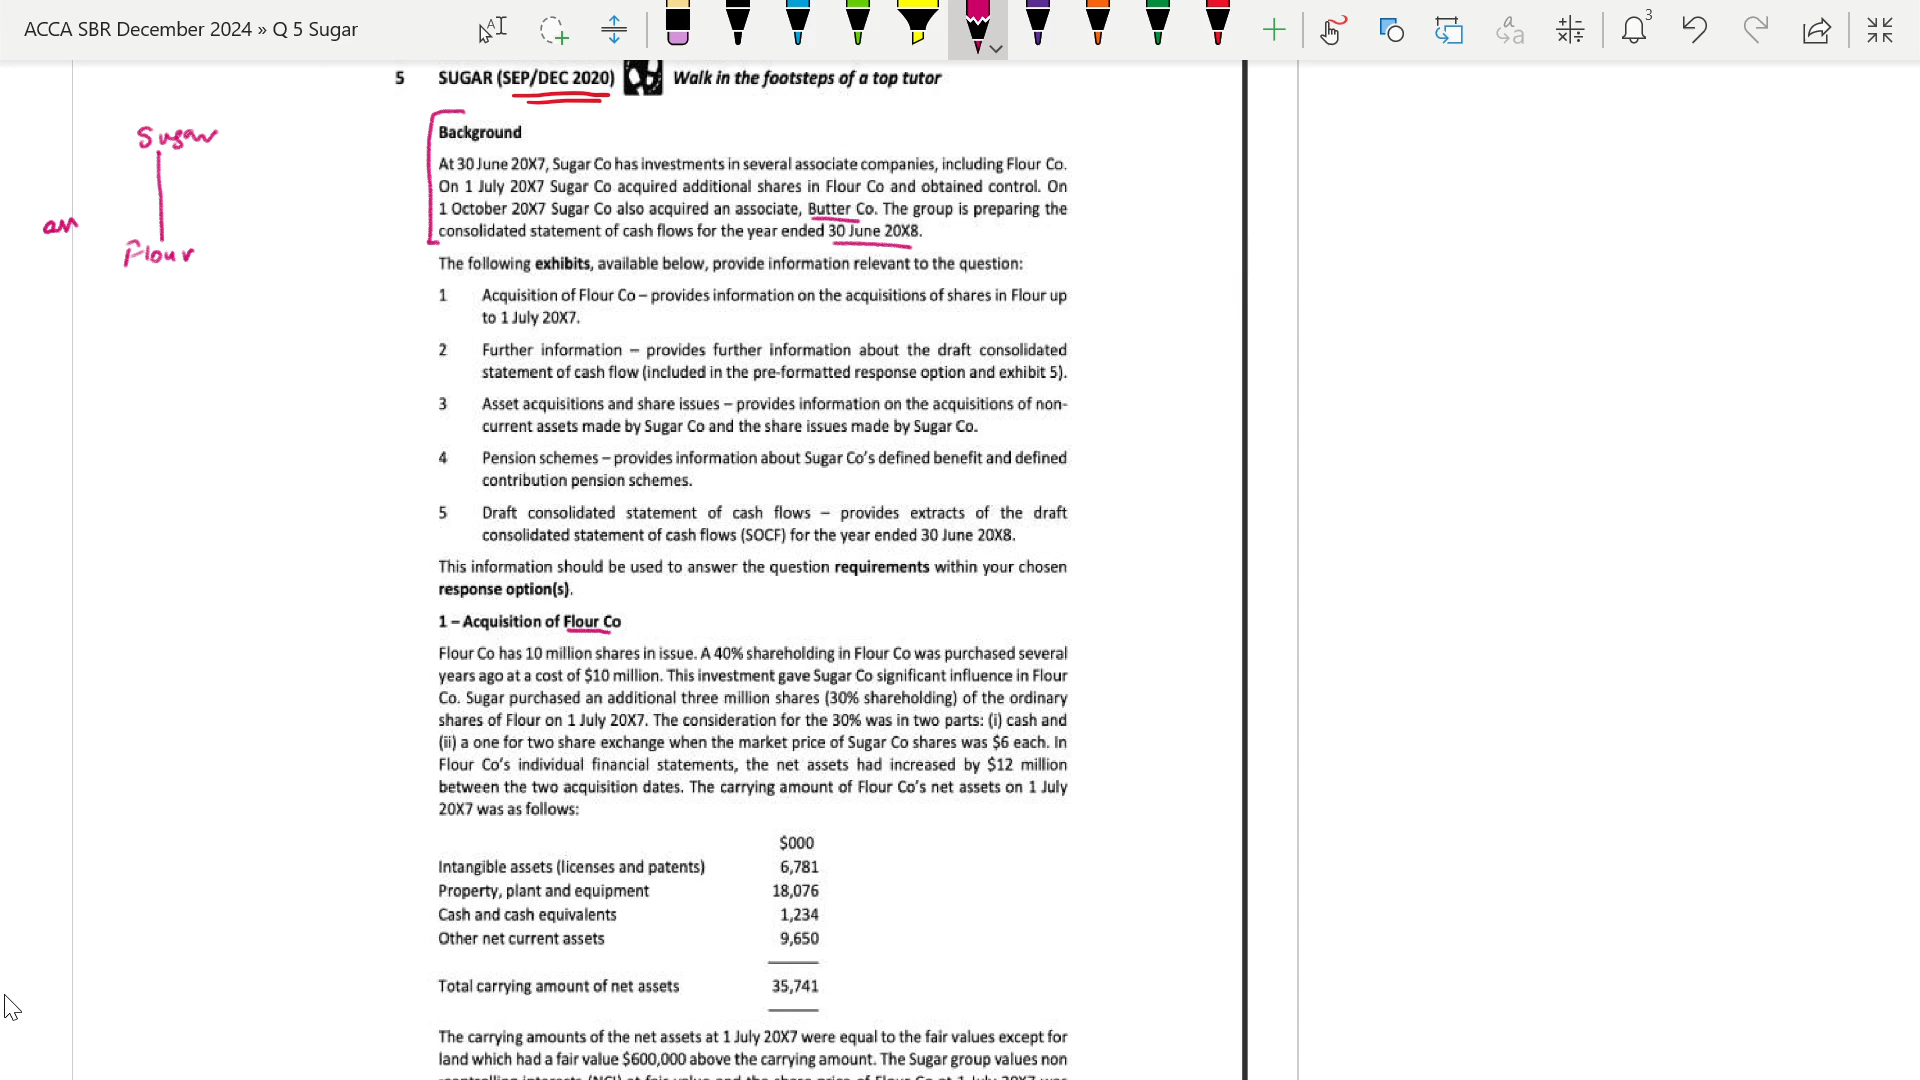 ACCA SBR December 2024 » Q 5 Sugar
3
5 SUGAR (SEP/DEC 2020) Walk in the footsteps of a top tutor
Sugar
an
Flour
Background
At 30 June 20X7, Sugar Co has investments in several associate companies, including Flour Co.
On 1 July 20X7 Sugar Co acquired additional shares in Flour Co and obtained control. On
1 October 20X7 Sugar Co also acquired an associate, Butter Co. The group is preparing the
consolidated statement of cash flows for the year ended 30 June 20X8.
The following exhibits, available below, provide information relevant to the question:
1 Acquisition of Flour Co – provides information on the acquisitions of shares in Flour up
to 1 July 20X7.
2 Further information – provides further information about the draft consolidated
statement of cash flow (included in the pre-formatted response option and exhibit 5).
3 Asset acquisitions and share issues – provides information on the acquisitions of non-
current assets made by Sugar Co and the share issues made by Sugar Co.
4 Pension schemes – provides information about Sugar Co's defined benefit and defined
contribution pension schemes.
5 Draft consolidated statement of cash flows – provides extracts of the draft
consolidated statement of cash flows (SOCF) for the year ended 30 June 20X8.
This information should be used to answer the question requirements within your chosen
response option(s).
1 – Acquisition of Flour Co
Flour Co has 10 million shares in issue. A 40% shareholding in Flour Co was purchased several
years ago at a cost of $10 million. This investment gave Sugar Co significant influence in Flour
Co. Sugar purchased an additional three million shares (30% shareholding) of the ordinary
shares of Flour on 1 July 20X7. The consideration for the 30% was in two parts: (i) cash and
(ii) a one for two share exchange when the market price of Sugar Co shares was $6 each. In
Flour Co's individual financial statements, the net assets had increased by $12 million
between the two acquisition dates. The carrying amount of Flour Co's net assets on 1 July
20X7 was as follows:
$000
Intangible assets (licenses and patents) 6,781
Property, plant and equipment 18,076
Cash and cash equivalents 1,234
Other net current assets 9,650
Total carrying amount of net assets 35,741
The carrying amounts of the net assets at 1 July 20X7 were equal to the fair values except for
land which had a fair value $600,000 above the carrying amount. The Sugar group values non